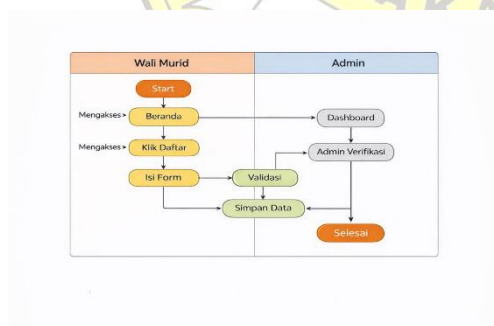 Wali Murid
Admin
Start
Mengakses
Beranda
Dashboard
Mengakses
Klik Daftar
Admin Verifikasi
Isi Form
Validasi
Simpan Data
Selesai